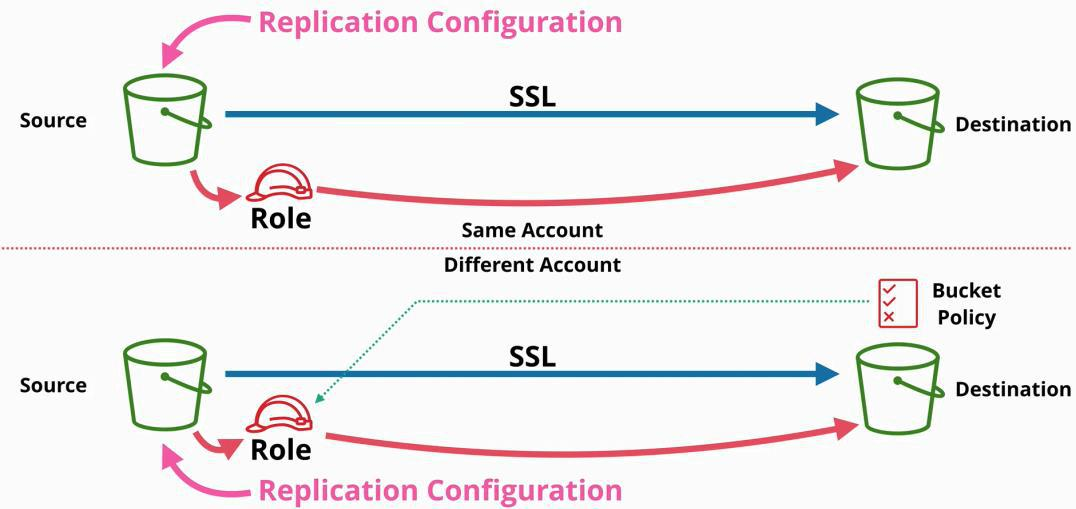 Replication Configuration
SSL
Source
Destination
Role
Same Account
Different Account
Bucket
Policy
SSL
Source
Destination
Role
Replication Configuration